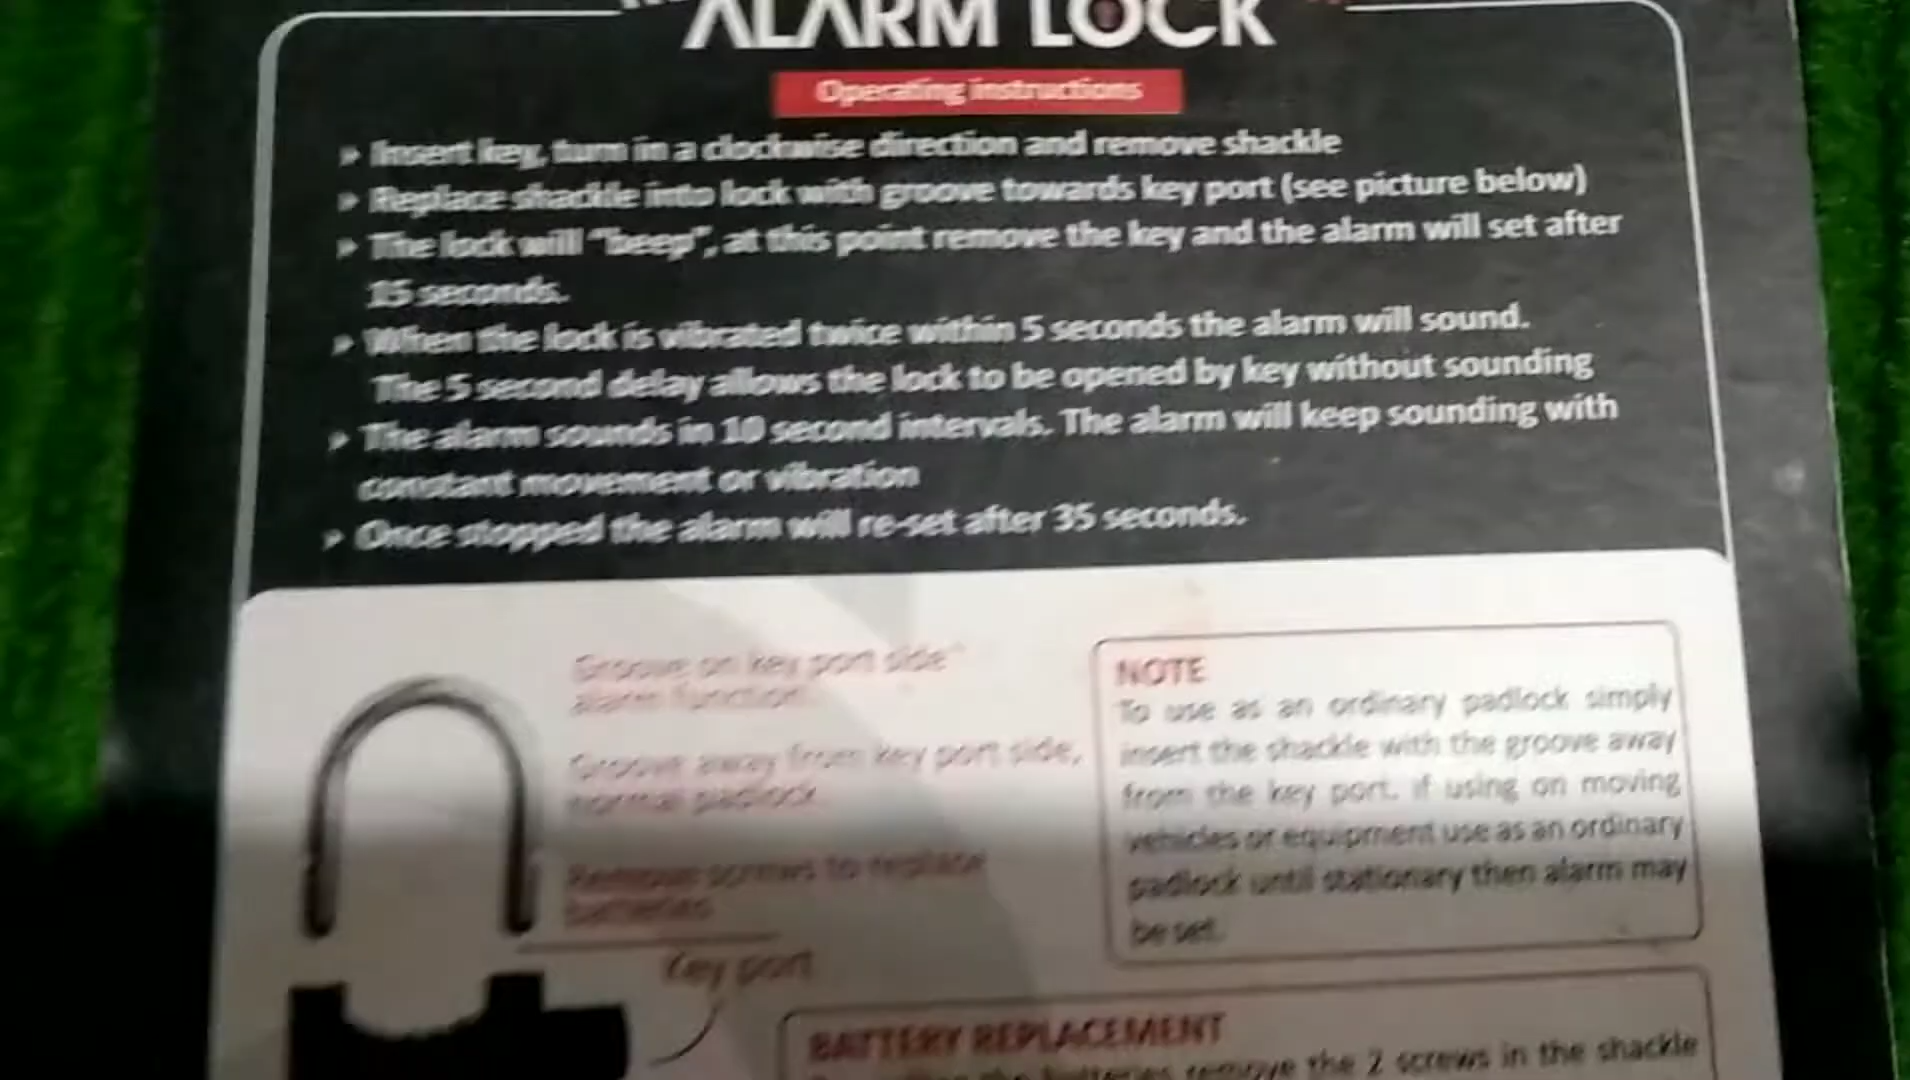 ALARM LOCK
Operating instructions
Insert key, turn in a clockwise direction and remove shackle
Replace shackle into lock with groove towards key port (see picture below)
The lock will "beep", at this point remove the key and the alarm will set after
15 seconds.
When the lock is vibrated twice within 5 seconds the alarm will sound.
The 5 second delay allows the lock to be opened by key without sounding
The alarm sounds in 10 second intervals. The alarm will keep sounding with
constant movement or vibration
Once stopped the alarm will re-set after 35 seconds.
Groove on key port side
alarm function.
Groove away from key port side,
normal padlock.
Remove screws to replace
batteries
Key port
NOTE
To use as an ordinary padlock simply
insert the shackle with the groove away
from the key port. If using on moving
vehicles or equipment use as an ordinary
padlock until stationary then alarm may
be set.
BATTERY REPLACEMENT
batteries remove the 2 screws in the shackle